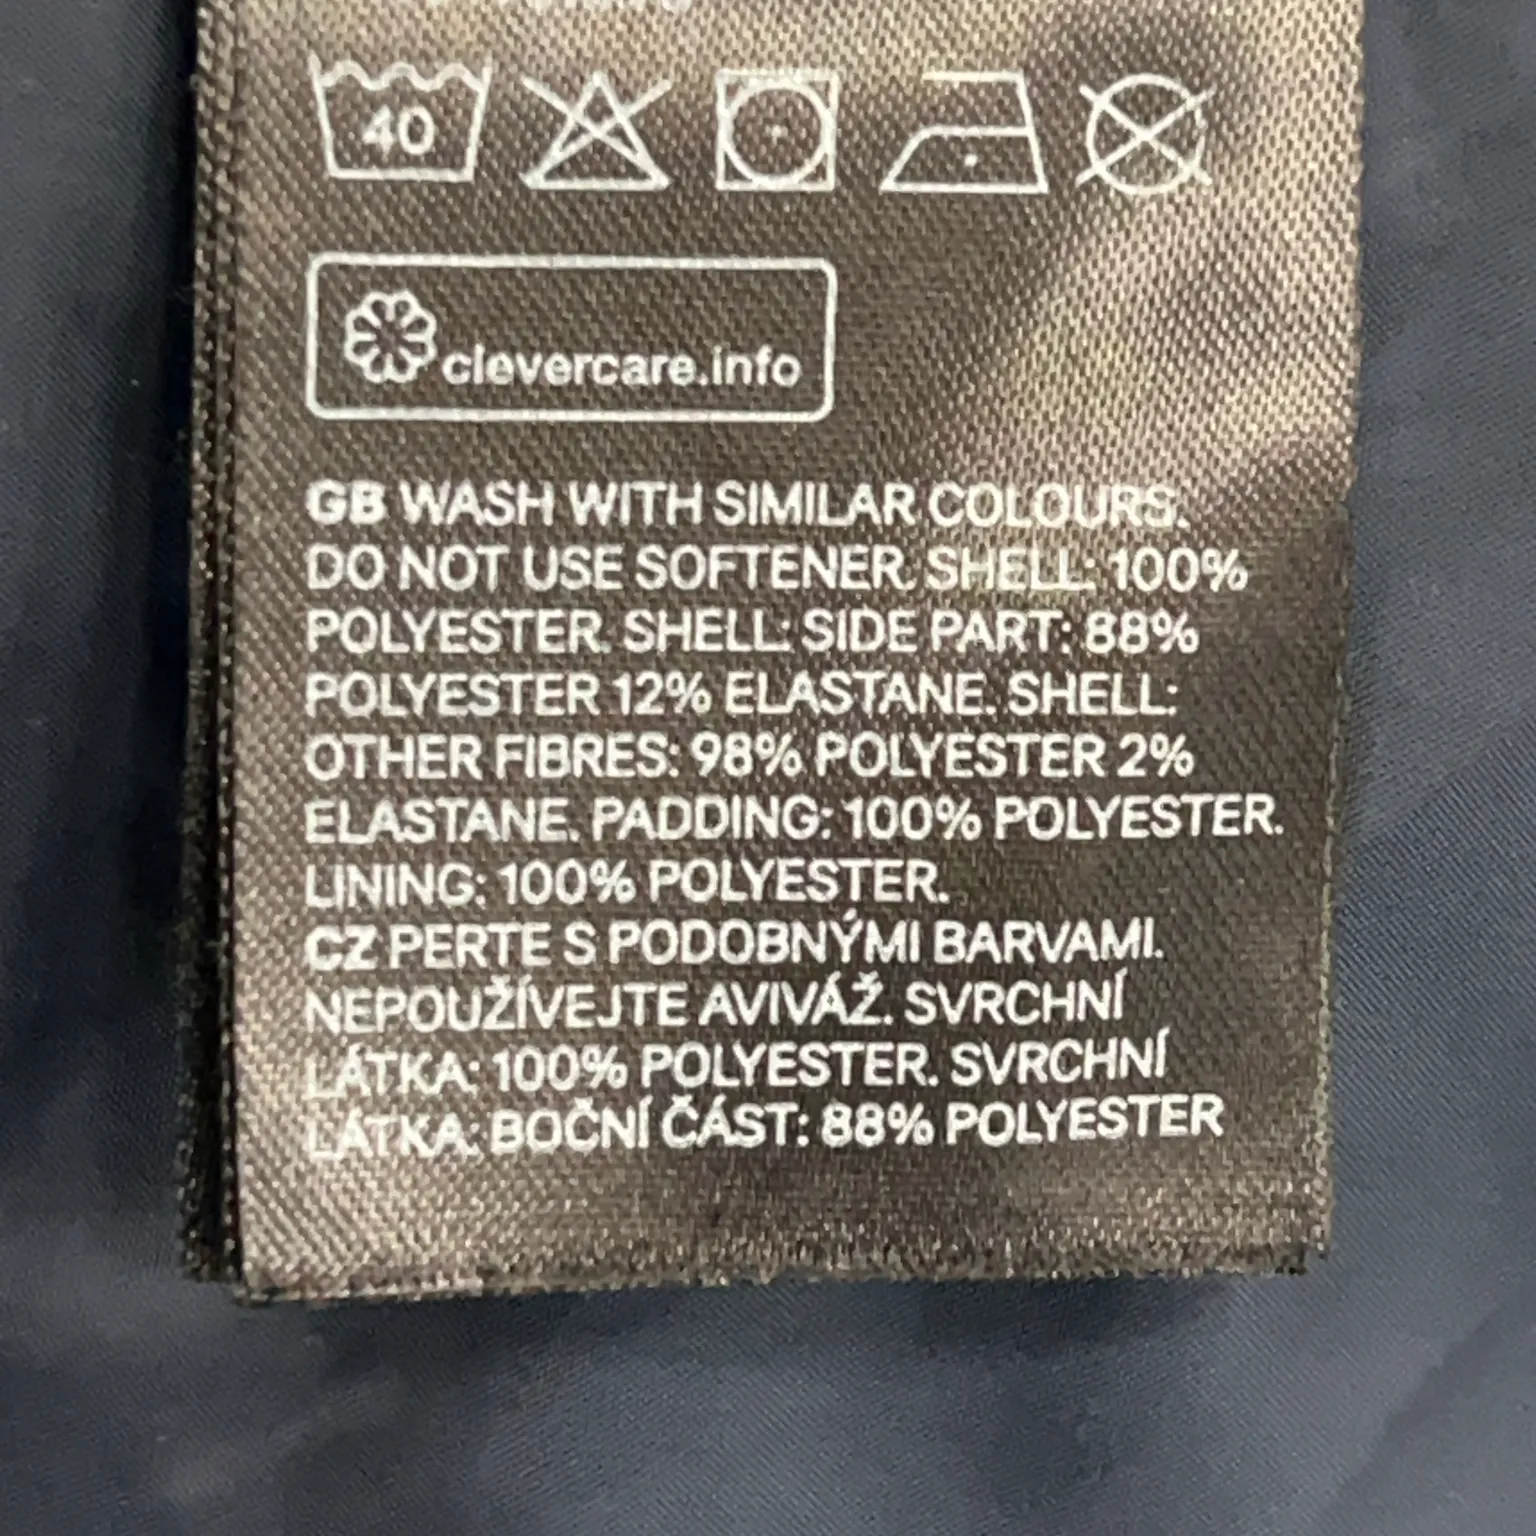 40
clevercare.info
GB WASH WITH SIMILAR COLOURS.
DO NOT USE SOFTENER. SHELL: 100%
POLYESTER. SHELL: SIDE PART: 88%
POLYESTER 12% ELASTANE. SHELL:
OTHER FIBRES: 98% POLYESTER 2%
ELASTANE. PADDING: 100% POLYESTER.
LINING: 100% POLYESTER.
CZ PERTE S PODOBNÝMI BARVAMI.
NEPOUŽÍVEJTE AVIVÁŽ. SVRCHNÍ
LÁTKA: 100% POLYESTER. SVRCHNÍ
LÁTKA: BOČNÍ ČÁST: 88% POLYESTER